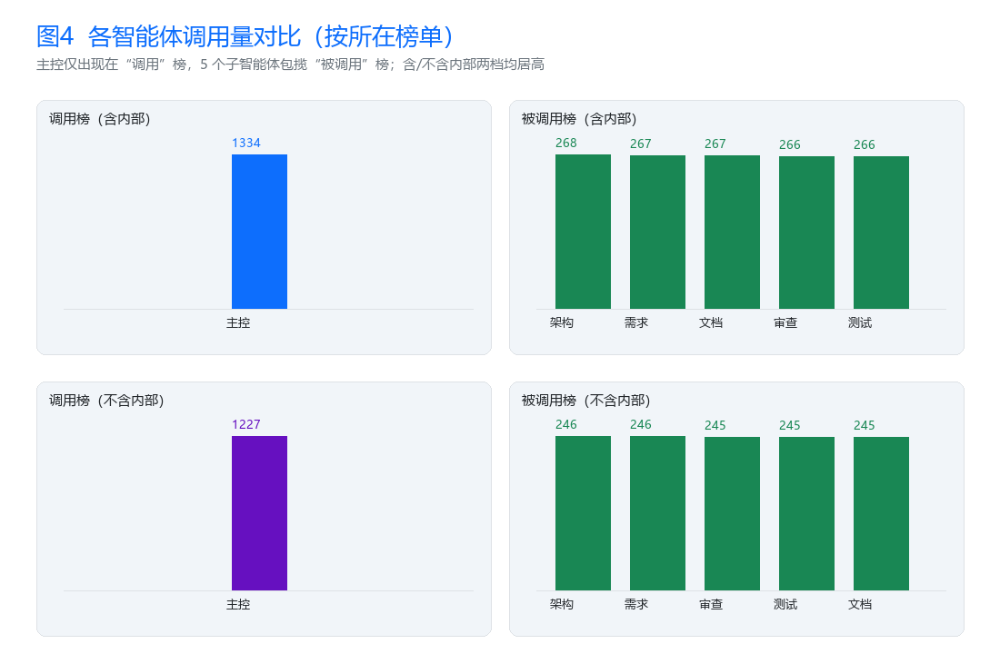 图4  各智能体调用量对比（按所在榜单）
主控仅出现在“调用”榜，5 个子智能体包揽“被调用”榜；含/不含内部两档均居高
调用榜（含内部）
1334
主控
被调用榜（含内部）
268 267 267 266 266
架构 需求 文档 审查 测试
调用榜（不含内部）
1227
主控
被调用榜（不含内部）
246 246 245 245 245
架构 需求 审查 测试 文档